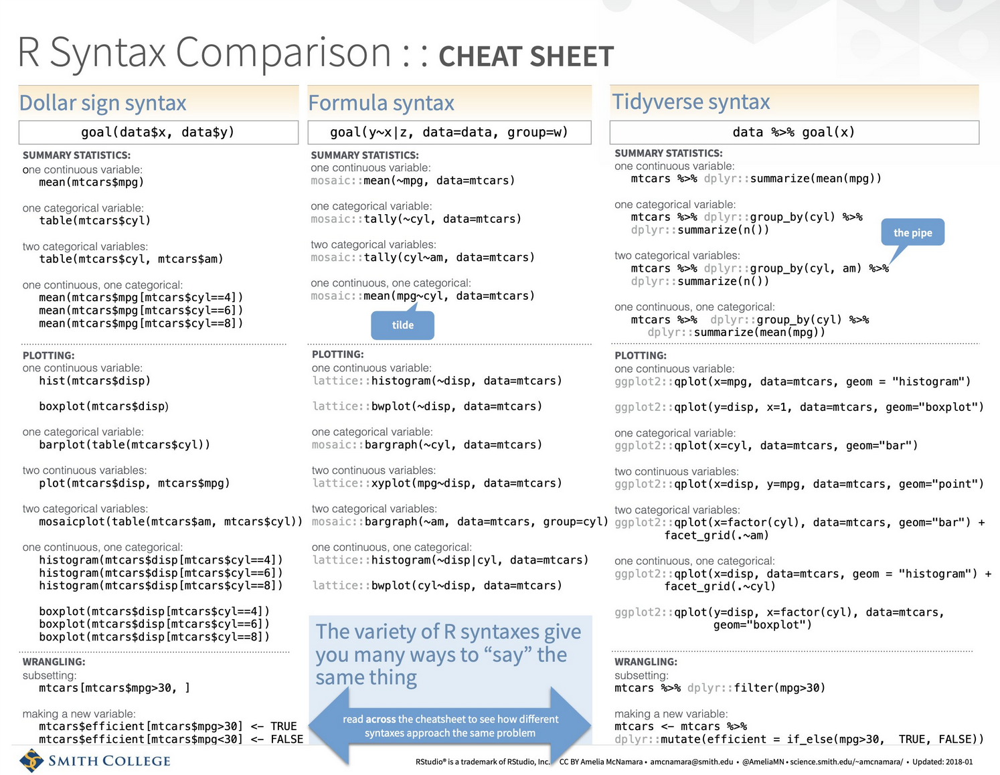 R Syntax Comparison : : CHEAT SHEET
Dollar sign syntax
goal(data$x, data$y)
SUMMARY STATISTICS:
one continuous variable:
mean(mtcars$mpg)
one categorical variable:
table(mtcars$cyl)
two categorical variables:
table(mtcars$cyl, mtcars$am)
one continuous, one categorical:
mean(mtcars$mpg[mtcars$cyl==4])
mean(mtcars$mpg[mtcars$cyl==6])
mean(mtcars$mpg[mtcars$cyl==8])
PLOTTING:
one continuous variable:
hist(mtcars$disp)
boxplot(mtcars$disp)
one categorical variable:
barplot(table(mtcars$cyl))
two continuous variables:
plot(mtcars$disp, mtcars$mpg)
two categorical variables:
mosaicplot(table(mtcars$am, mtcars$cyl))
one continuous, one categorical:
histogram(mtcars$disp[mtcars$cyl==4])
histogram(mtcars$disp[mtcars$cyl==6])
histogram(mtcars$disp[mtcars$cyl==8])
boxplot(mtcars$disp[mtcars$cyl==4])
boxplot(mtcars$disp[mtcars$cyl==6])
boxplot(mtcars$disp[mtcars$cyl==8])
WRANGLING:
subsetting:
mtcars[mtcars$mpg>30, ]
making a new variable:
mtcars$efficient[mtcars$mpg>30] <- TRUE
mtcars$efficient[mtcars$mpg<30] <- FALSE
Formula syntax
goal(y~x|z, data=data, group=w)
SUMMARY STATISTICS:
one continuous variable:
mosaic::mean(~mpg, data=mtcars)
one categorical variable:
mosaic::tally(~cyl, data=mtcars)
two categorical variables:
mosaic::tally(cyl~am, data=mtcars)
one continuous, one categorical:
mosaic::mean(mpg~cyl, data=mtcars)
tilde
PLOTTING:
one continuous variable:
lattice::histogram(~disp, data=mtcars)
lattice::bwplot(~disp, data=mtcars)
one categorical variable:
mosaic::bargraph(~cyl, data=mtcars)
two continuous variables:
lattice::xyplot(mpg~disp, data=mtcars)
two categorical variables:
mosaic::bargraph(~am, data=mtcars, group=cyl)
one continuous, one categorical:
lattice::histogram(~disp|cyl, data=mtcars)
lattice::bwplot(cyl~disp, data=mtcars)
The variety of R syntaxes give
you many ways to “say” the
same thing
read across the cheatsheet to see how different
syntaxes approach the same problem
Tidyverse syntax
data %>% goal(x)
SUMMARY STATISTICS:
one continuous variable:
mtcars %>% dplyr::summarize(mean(mpg))
one categorical variable:
mtcars %>% dplyr::group_by(cyl) %>%
dplyr::summarize(n())
the pipe
two categorical variables:
mtcars %>% dplyr::group_by(cyl, am) %>%
dplyr::summarize(n())
one continuous, one categorical:
mtcars %>% dplyr::group_by(cyl) %>%
dplyr::summarize(mean(mpg))
PLOTTING:
one continuous variable:
ggplot2::qplot(x=mpg, data=mtcars, geom = "histogram")
ggplot2::qplot(y=disp, x=1, data=mtcars, geom="boxplot")
one categorical variable:
ggplot2::qplot(x=cyl, data=mtcars, geom="bar")
two continuous variables:
ggplot2::qplot(x=disp, y=mpg, data=mtcars, geom="point")
two categorical variables:
ggplot2::qplot(x=factor(cyl), data=mtcars, geom="bar") +
facet_grid(.~am)
one continuous, one categorical:
ggplot2::qplot(x=disp, data=mtcars, geom = "histogram") +
facet_grid(.~cyl)
ggplot2::qplot(y=disp, x=factor(cyl), data=mtcars,
geom="boxplot")
WRANGLING:
subsetting:
mtcars %>% dplyr::filter(mpg>30)
making a new variable:
mtcars <- mtcars %>%
dplyr::mutate(efficient = if_else(mpg>30, TRUE, FALSE))
SMITH COLLEGE
RStudio® is a trademark of RStudio, Inc. CC BY Amelia McNamara • amcnamara@smith.edu • @AmeliaMN • science.smith.edu/~amcnamara/ • Updated: 2018-01